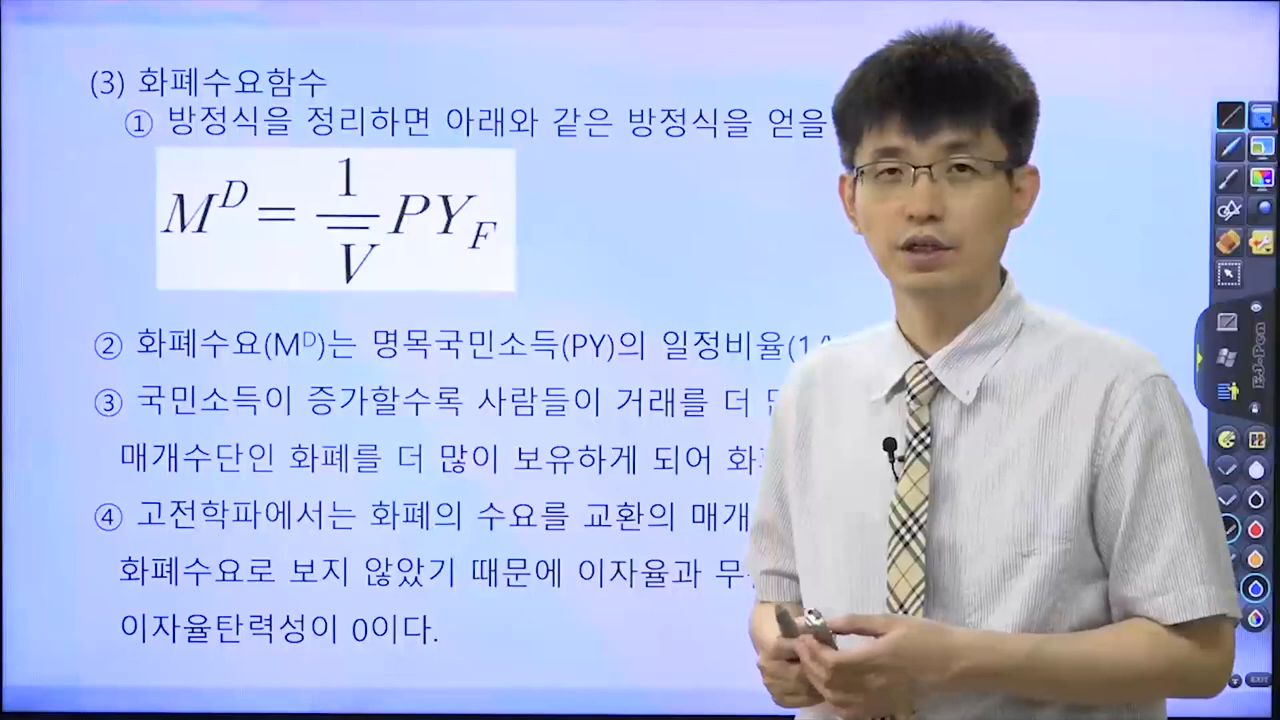 (3) 화폐수요함수
① 방정식을 정리하면 아래와 같은 방정식을 얻을
M^D = 1/V̅ PY_F
② 화폐수요(Mᴰ)는 명목국민소득(PY)의 일정비율(1/
③ 국민소득이 증가할수록 사람들이 거래를 더
매개수단인 화폐를 더 많이 보유하게 되어
④ 고전학파에서는 화폐의 수요를 교환의 매개
화폐수요로 보지 않았기 때문에 이자율과
이자율탄력성이 0이다.
EJ-Pen
EXIT